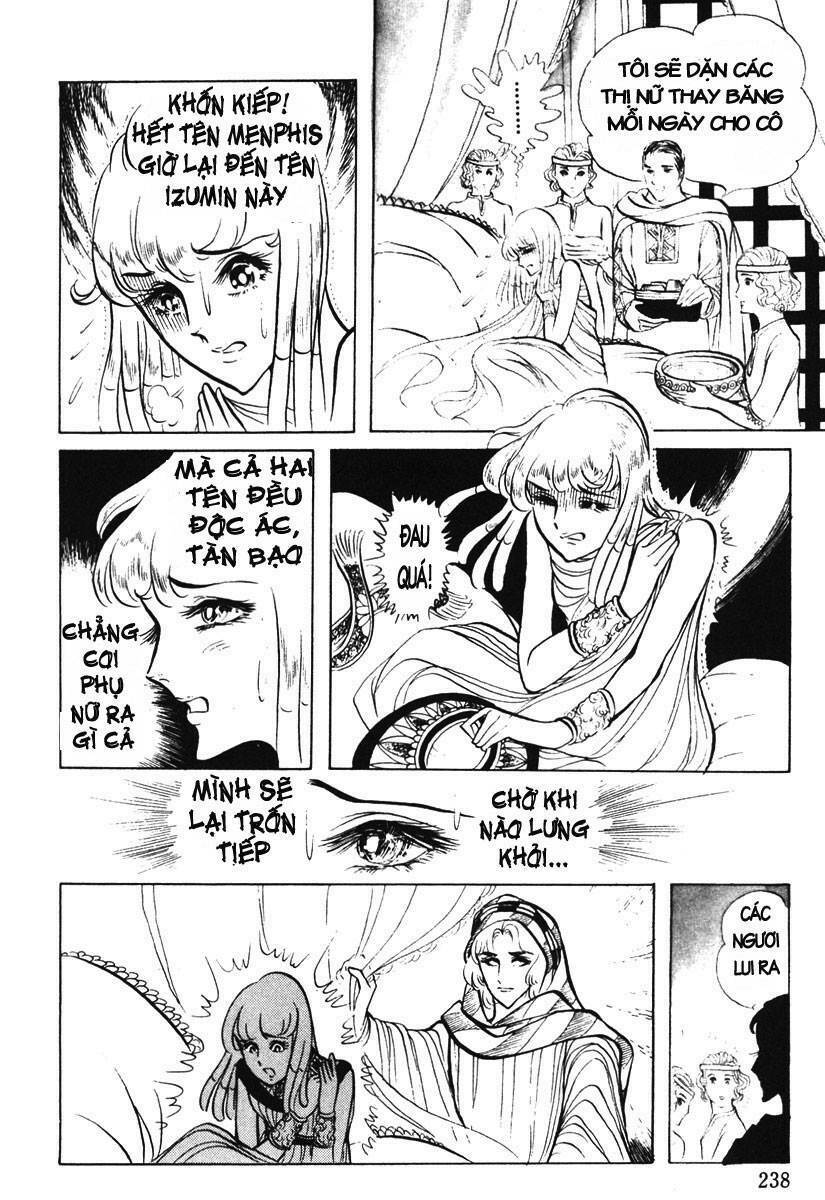 TÔI SẼ DẶN CÁC
THỊ NỮ THAY BĂNG
MỖI NGÀY CHO CÔ
..........
KHỐN KIẾP!
HẾT TÊN MENPHIS
GIỜ LẠI ĐẾN TÊN
IZUMIN NÀY
ĐAU
QUÁ!
MÀ CẢ HAI
TÊN ĐỀU
ĐỘC ÁC,
TÀN BẠO
CHẲNG
COI
PHỤ
NỮ RA
GÌ CẢ
CHỜ KHI
NÀO LƯNG
KHỎI...
MÌNH SẼ
LẠI TRỐN
TIẾP
CÁC
NGƯƠI
LUI RA
238